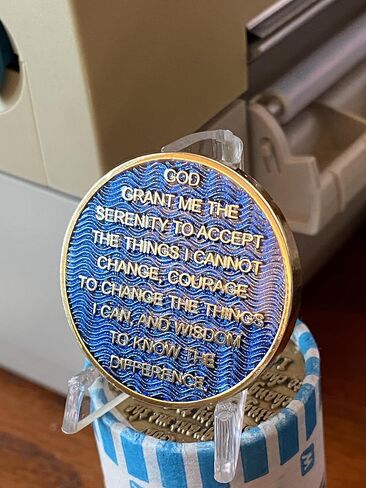 GOD
GRANT ME THE
SERENITY TO ACCEPT
THE THINGS I CANNOT
CHANGE, COURAGE
TO CHANGE THE THINGS
I CAN, AND WISDOM
TO KNOW THE
DIFFERENCE.